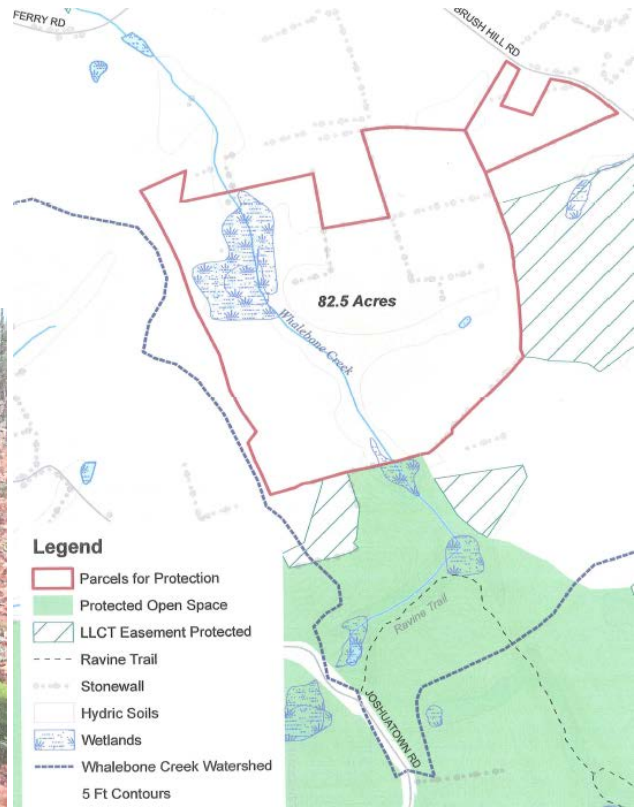 FERRY RD
BRUSH HILL RD
82.5 Acres
Whalebone Creek
Ravine Trail
JOSHUATOWN RD
Legend
Parcels for Protection
Protected Open Space
LLCT Easement Protected
Ravine Trail
Stonewall
Hydric Soils
Wetlands
Whalebone Creek Watershed
5 Ft Contours